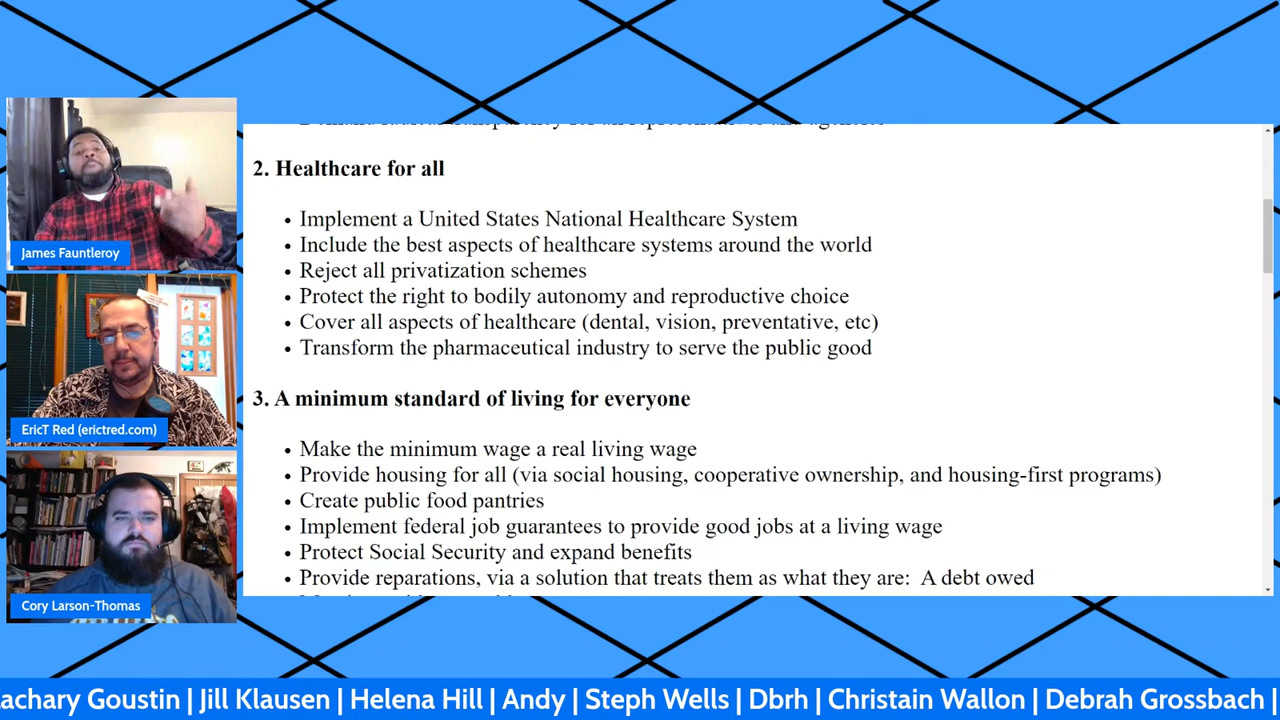 2. Healthcare for all
• Implement a United States National Healthcare System
• Include the best aspects of healthcare systems around the world
• Reject all privatization schemes
• Protect the right to bodily autonomy and reproductive choice
• Cover all aspects of healthcare (dental, vision, preventative, etc)
• Transform the pharmaceutical industry to serve the public good
3. A minimum standard of living for everyone
• Make the minimum wage a real living wage
• Provide housing for all (via social housing, cooperative ownership, and housing-first programs)
• Create public food pantries
• Implement federal job guarantees to provide good jobs at a living wage
• Protect Social Security and expand benefits
• Provide reparations, via a solution that treats them as what they are: A debt owed
James Fauntleroy
EricT Red (erictred.com)
Cory Larson-Thomas
achary Goustin | Jill Klausen | Helena Hill | Andy | Steph Wells | Dbrh | Christain Wallon | Debrah Grossbach |